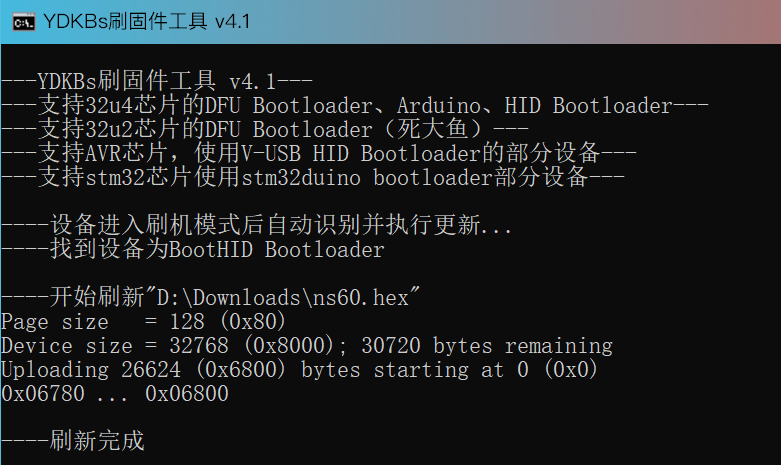 YDKBs刷固件工具 v4.1
---YDKBs刷固件工具 v4.1---
---支持32u4芯片的DFU Bootloader、Arduino、HID Bootloader---
---支持32u2芯片的DFU Bootloader（死大鱼）---
---支持AVR芯片，使用V-USB HID Bootloader的部分设备---
---支持stm32芯片使用stm32duino bootloader部分设备---
----设备进入刷机模式后自动识别并执行更新...
----找到设备为BootHID Bootloader
----开始刷新"D:\Downloads\ns60.hex"
Page size   = 128 (0x80)
Device size = 32768 (0x8000); 30720 bytes remaining
Uploading 26624 (0x6800) bytes starting at 0 (0x0)
0x06780 ... 0x06800
----刷新完成